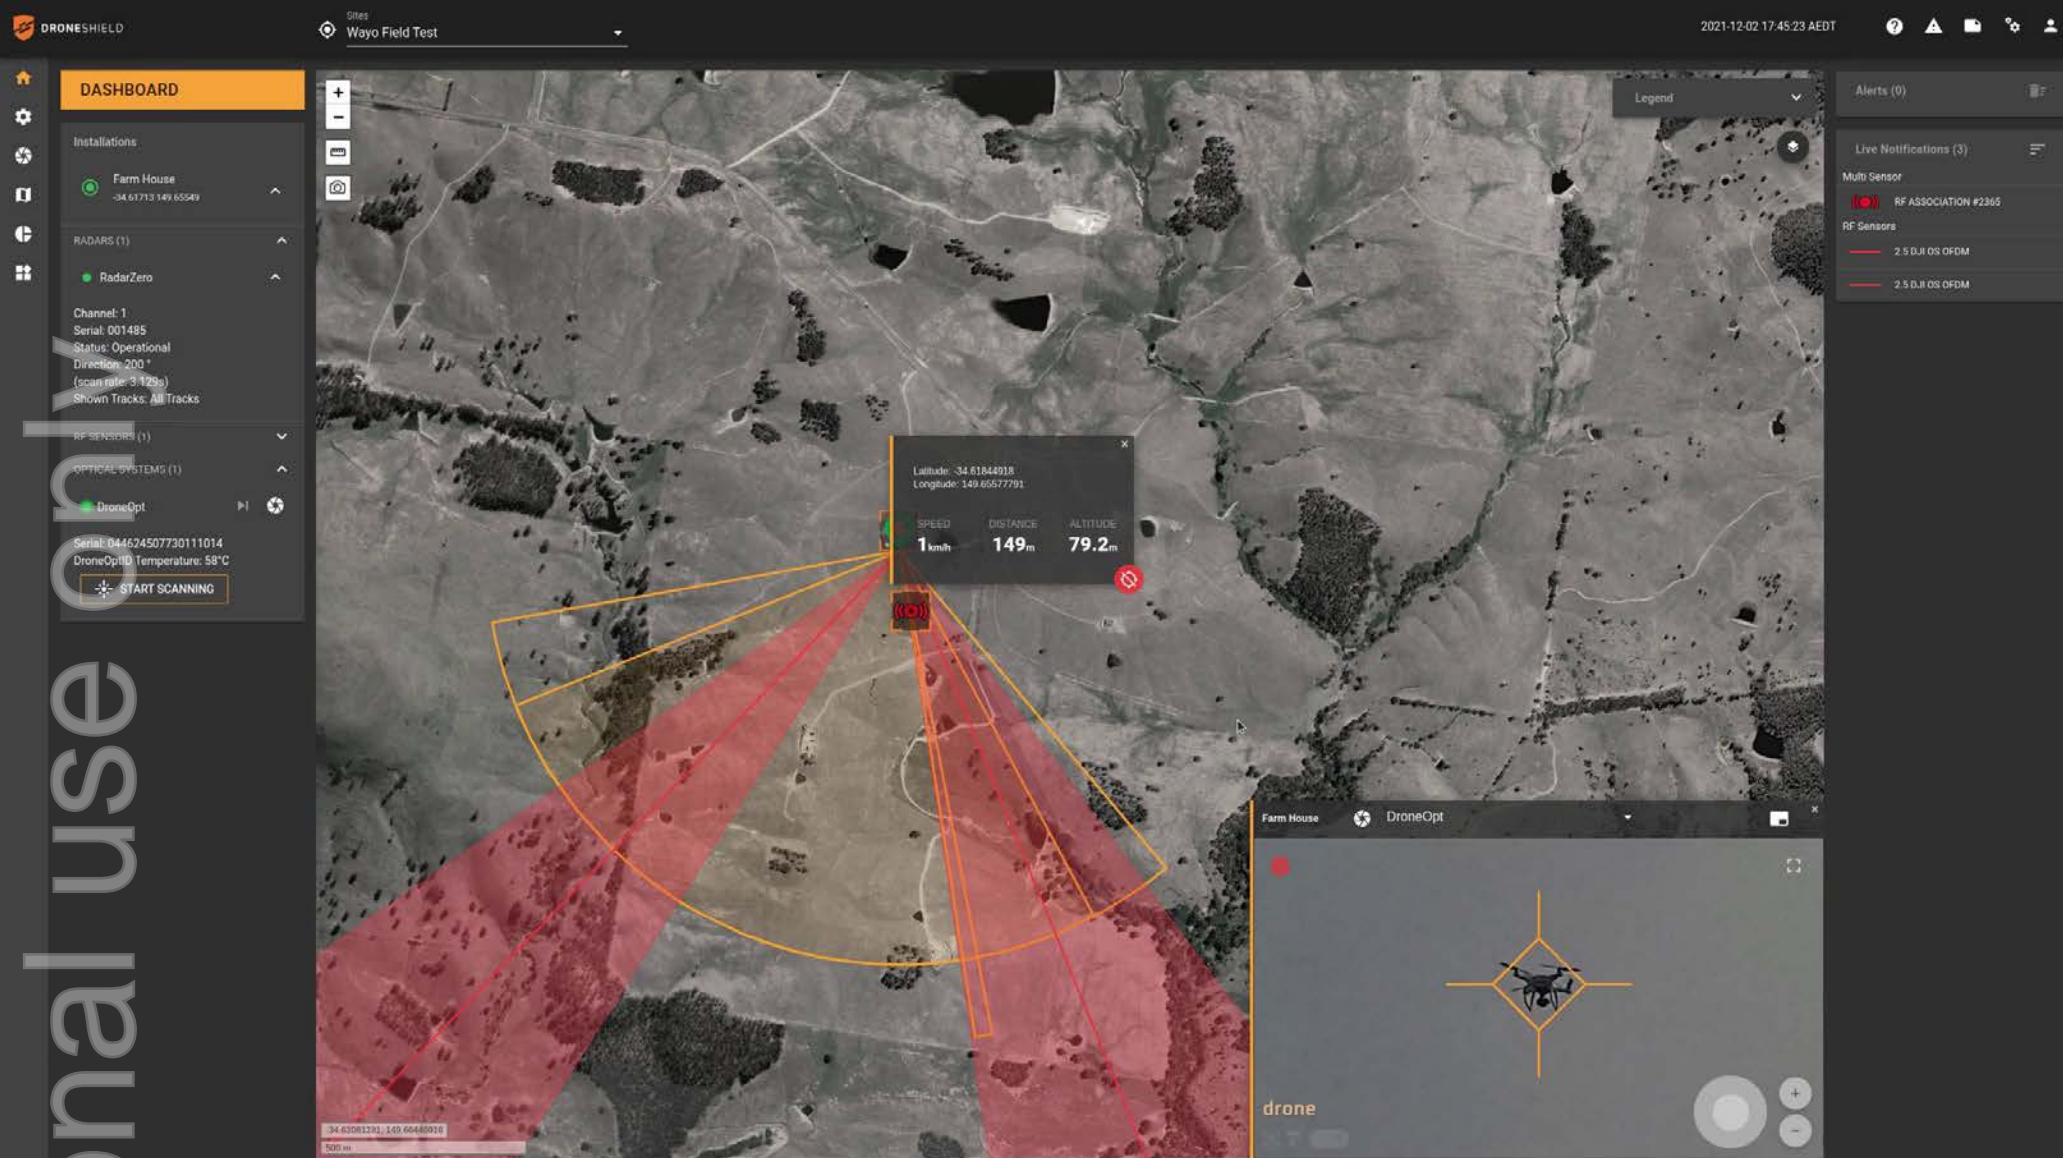 DRONESHIELD
Sites
Wayo Field Test
2021-12-02 17:45:23 AEDT
DASHBOARD
Installations
Farm House
-34.61713 149.65549
RADARS (1)
RadarZero
Channel: 1
Serial: 001485
Status: Operational
Direction: 200 °
(scan rate: 3.129s)
Shown Tracks: All Tracks
RF SENSORS (1)
OPTICAL SYSTEMS (1)
DroneOpt
Serial: 044624507730111014
DroneOptID Temperature: 58°C
START SCANNING
nal use only
Legend
Latitude: -34.61844918
Longitude: 149.65577791
SPEED DISTANCE ALTITUDE
1km/h 149m 79.2m
500 m
Farm House DroneOpt
drone
Alerts (0)
Live Notifications (3)
Multi Sensor
RF ASSOCIATION #2365
RF Sensors
2.5 DJI OS OFDM
2.5 DJI OS OFDM